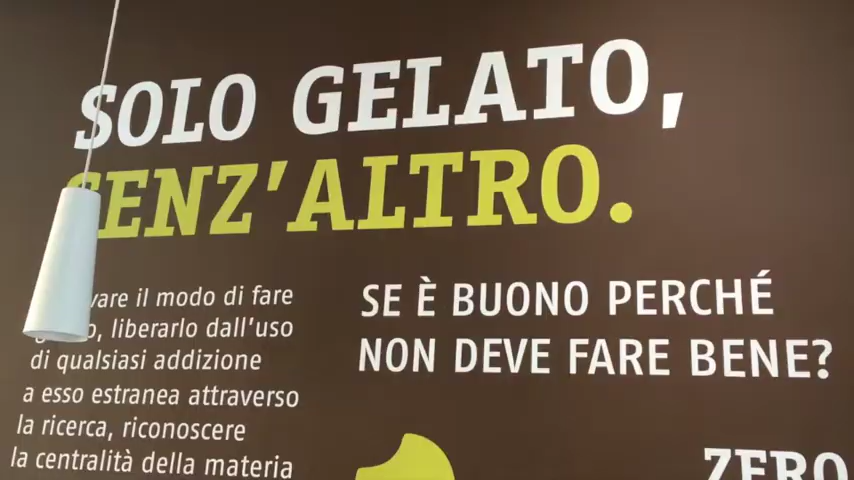 SOLO GELATO,
SENZ'ALTRO.
il modo di fare
liberarlo dall'uso
di qualsiasi addizione
a esso estranea attraverso
la ricerca, riconoscere
la centralità della materia
SE È BUONO PERCHÉ
NON DEVE FARE BENE?
ZERO